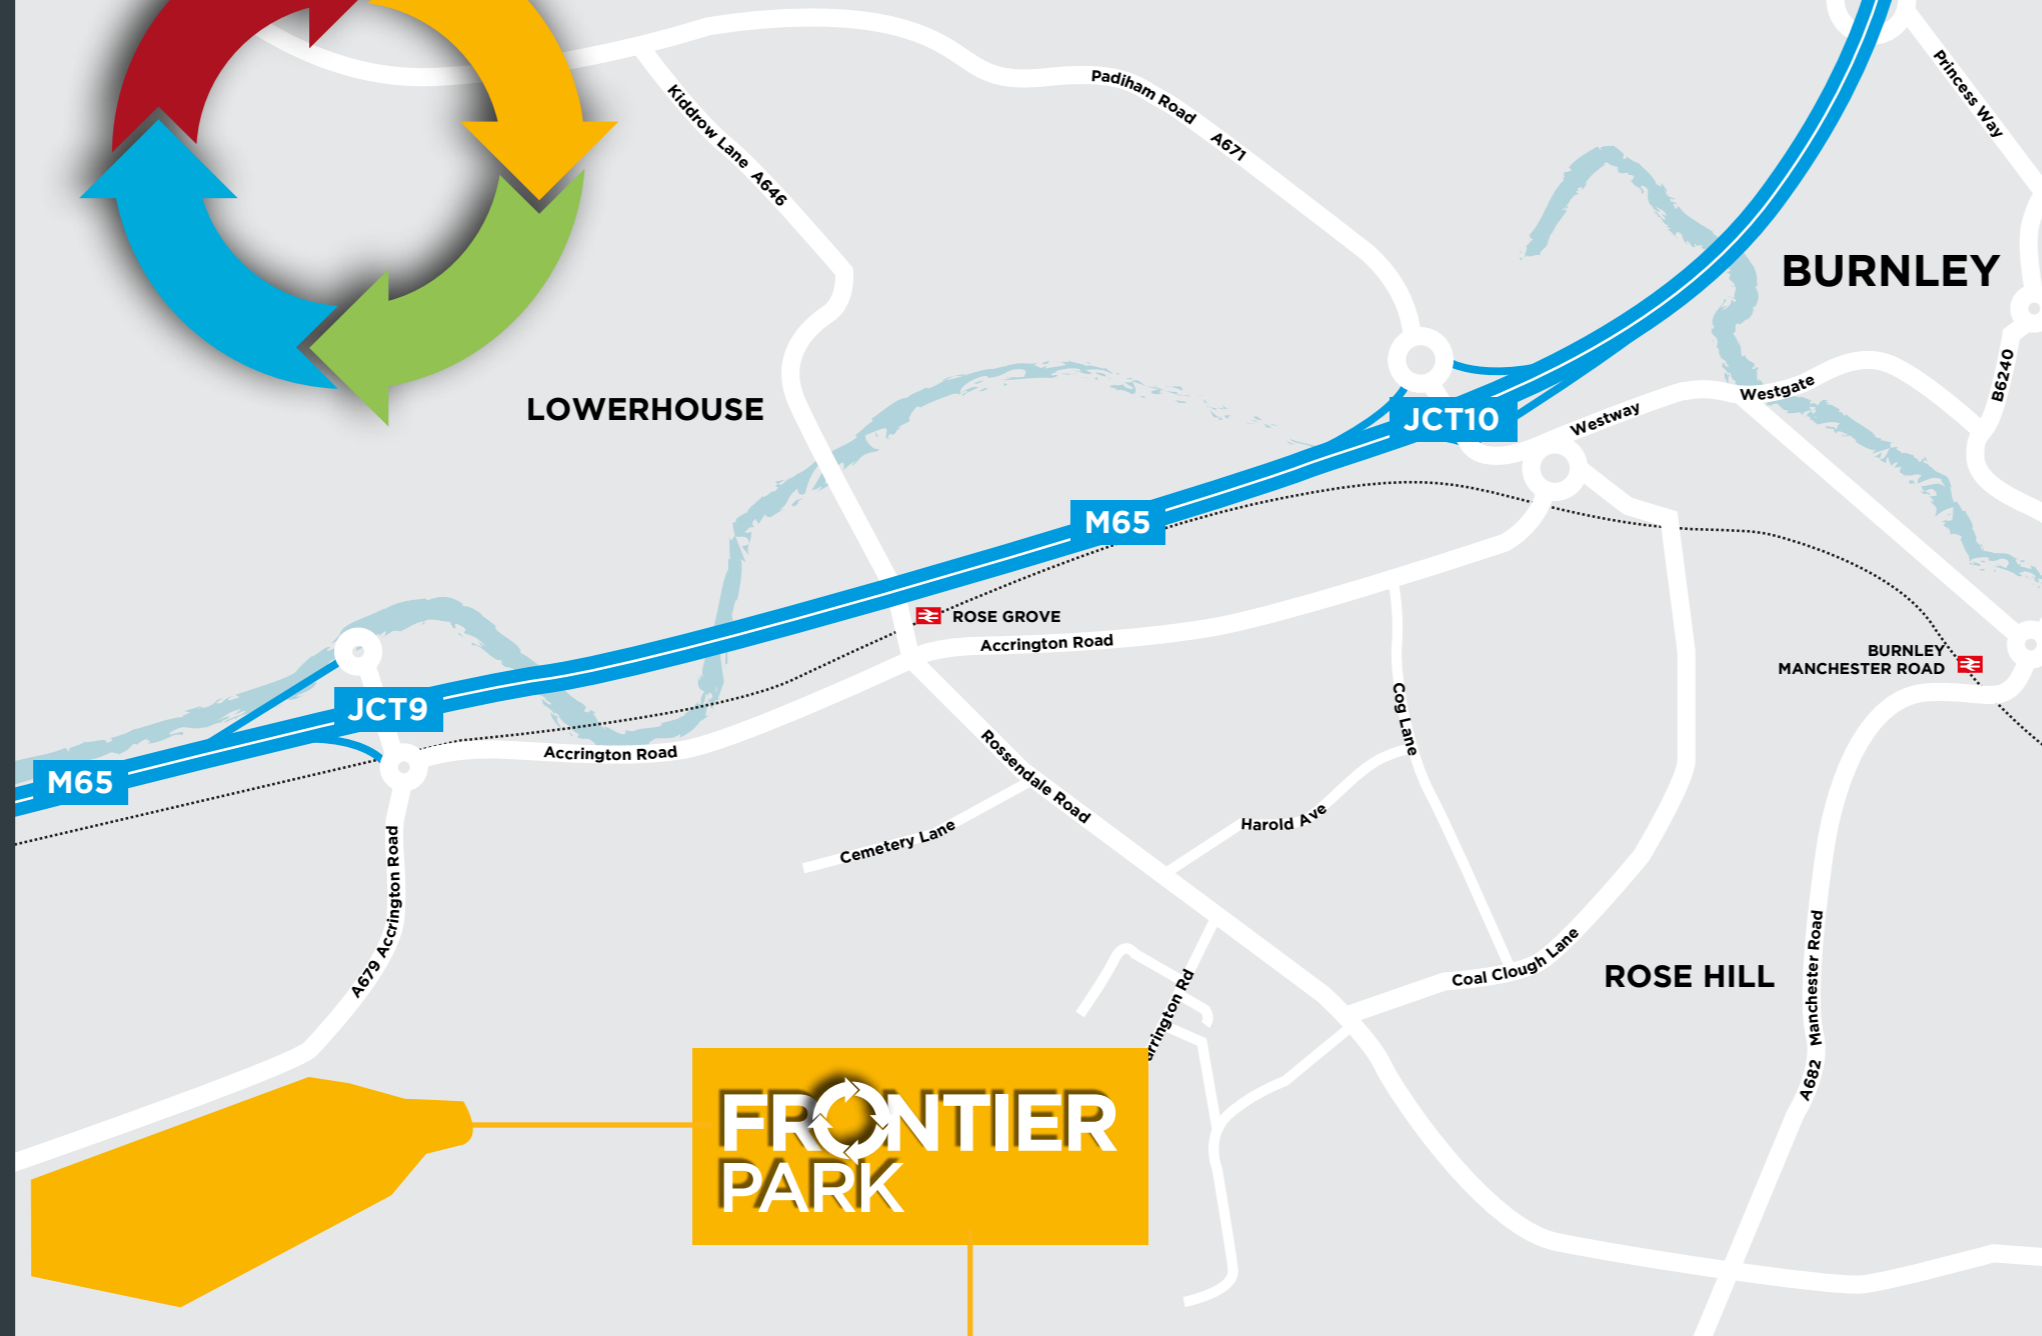 Princess Way
Padiham Road A671
Kiddrow Lane A646
BURNLEY
B6240
Westgate
LOWERHOUSE
JCT10
Westway
M65
ROSE GROVE
Accrington Road
BURNLEY
MANCHESTER ROAD
JCT9
Cog Lane
Accrington Road
Rossendale Road
M65
Harold Ave
Cemetery Lane
A679 Accrington Road
Coal Clough Lane
ROSE HILL
A682 Manchester Road
arrington Rd
FRONTIER
PARK